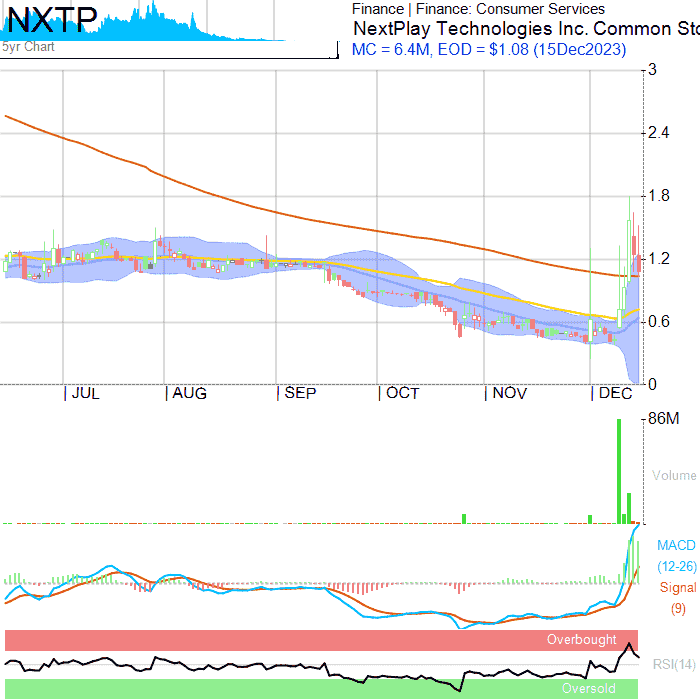 NXTP
5yr Chart
Finance | Finance: Consumer Services
NextPlay Technologies Inc. Common Sto
MC = 6.4M, EOD = $1.08 (15Dec2023)
3
2.4
1.8
1.2
0.6
0
| JUL | AUG | SEP | OCT | NOV | DEC
86M
Volume
MACD
(12-26)
Signal
(9)
Overbought
RSI(14)
Oversold